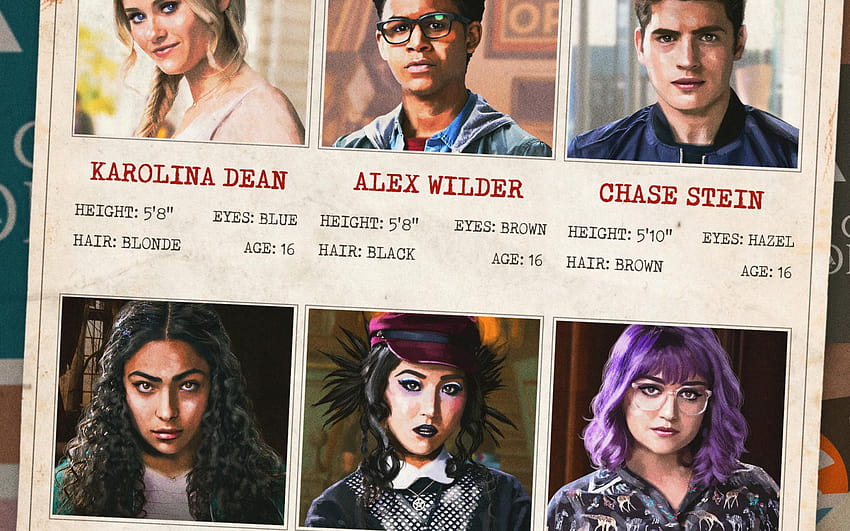 KAROLINA DEAN
HEIGHT: 5'8" EYES: BLUE
HAIR: BLONDE AGE: 16
OP
ALEX WILDER
HEIGHT: 5'8" EYES: BROWN
HAIR: BLACK AGE: 16
CHASE STEIN
HEIGHT: 5'10" EYES: HAZEL
HAIR: BROWN AGE: 16